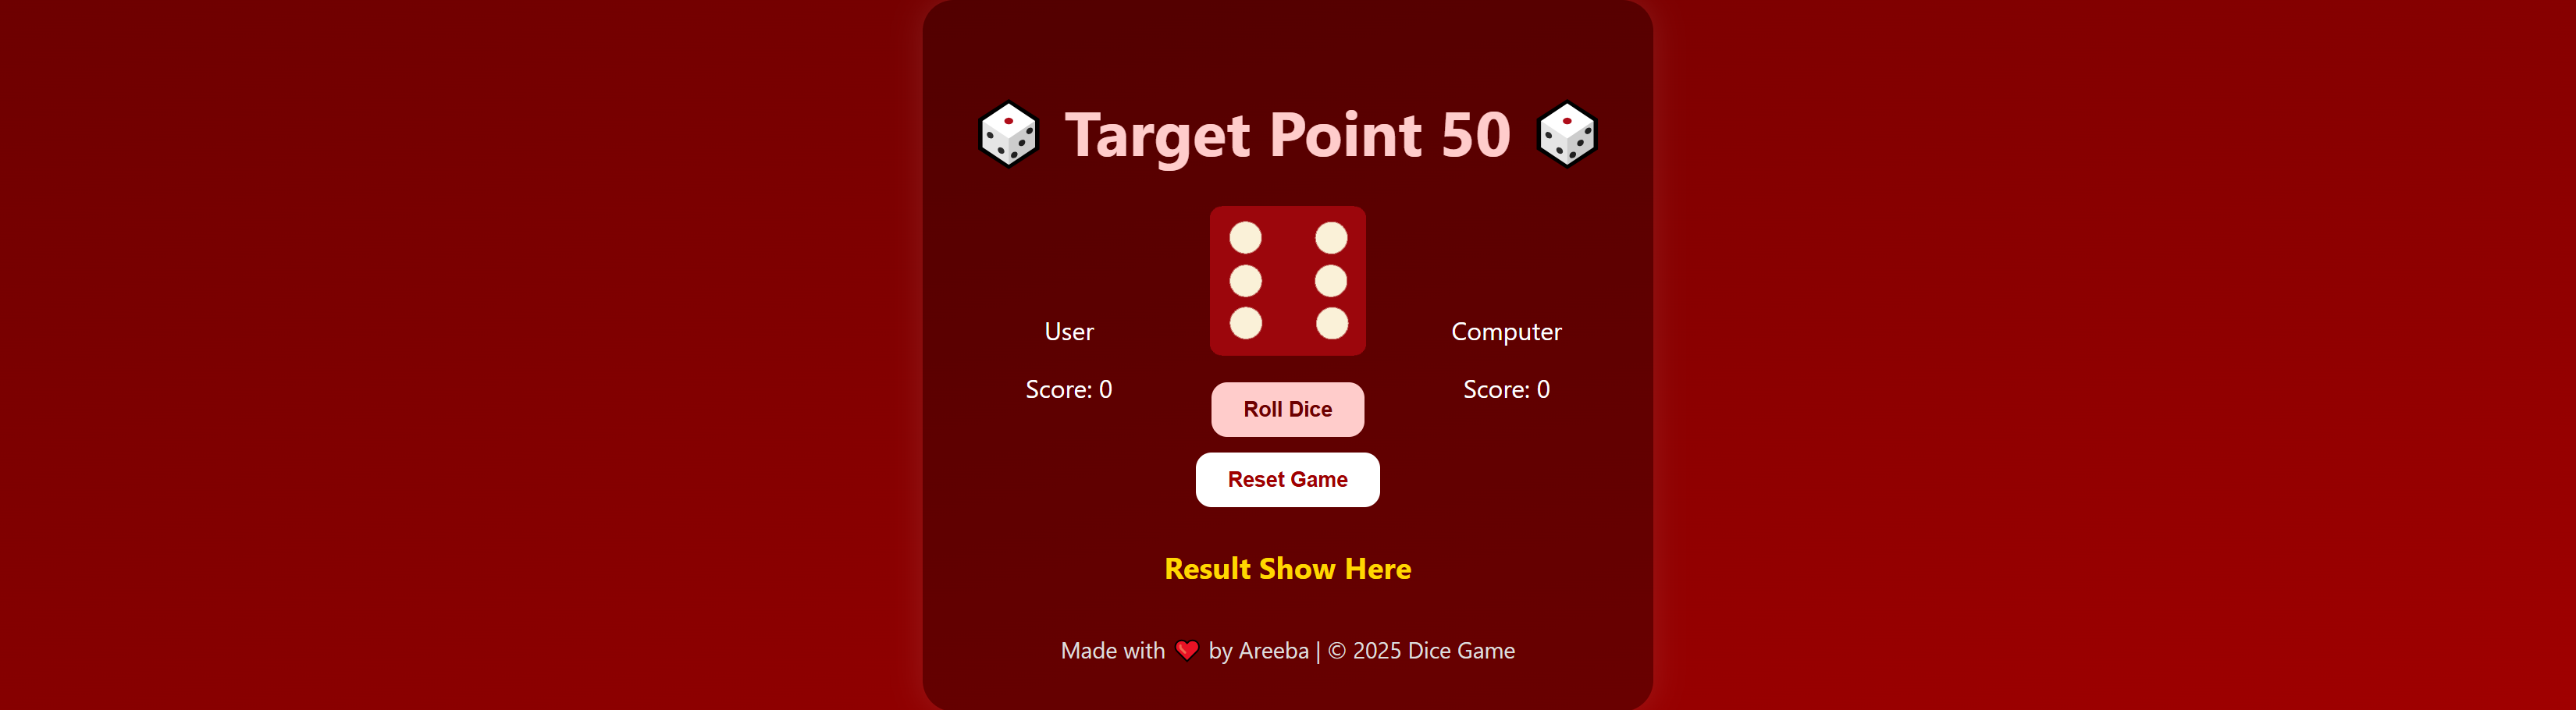 Target Point 50
User
Score: 0
Computer
Score: 0
Roll Dice
Reset Game
Result Show Here
Made with ❤️ by Areeba | © 2025 Dice Game